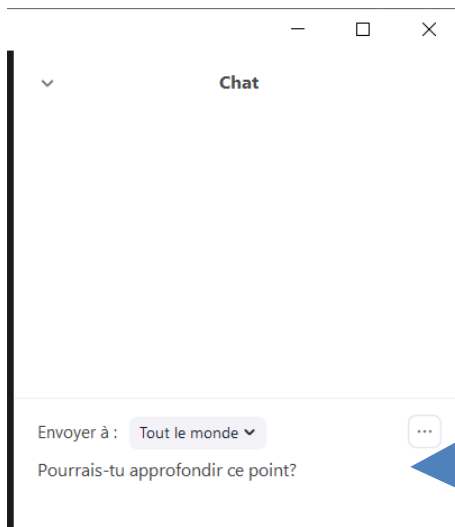 Chat
Envoyer à : Tout le monde
Pourrais-tu approfondir ce point?